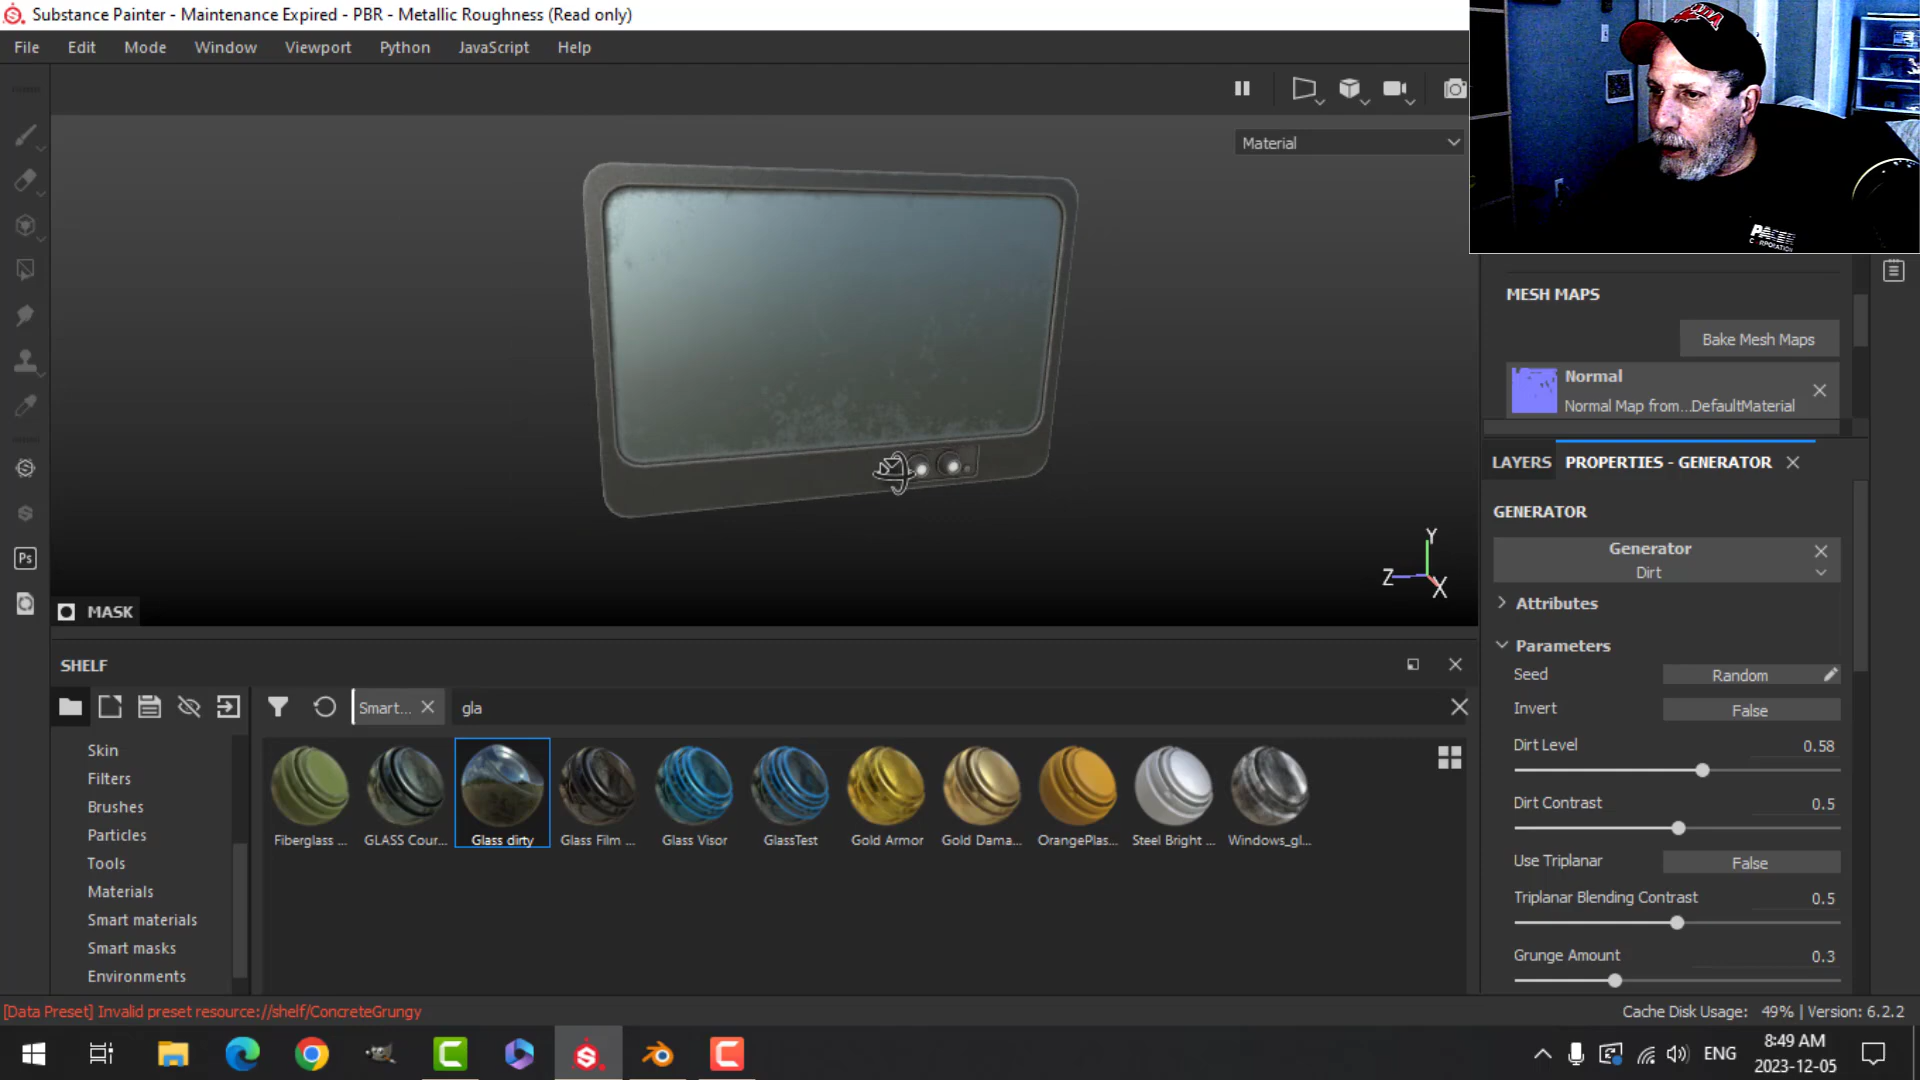 Substance Painter - Maintenance Expired - PBR - Metallic Roughness (Read only)
File Edit Mode Window Viewport Python JavaScript Help
Material
PACER
CORPORATION
MESH MAPS
Bake Mesh Maps
Normal
Normal Map from...DefaultMaterial
LAYERS PROPERTIES - GENERATOR
GENERATOR
Generator
Dirt
Attributes
Parameters
Seed Random
Invert False
Dirt Level 0.58
Dirt Contrast 0.5
Use Triplanar False
Triplanar Blending Contrast 0.5
Grunge Amount 0.3
Y
Z
X
Ps
MASK
SHELF
Smart... gla
Skin
Filters
Brushes
Particles
Tools
Materials
Smart materials
Smart masks
Environments
Fiberglass ... GLASS Cour... Glass dirty Glass Film ... Glass Visor GlassTest Gold Armor Gold Dama... OrangePlas... Steel Bright ... Windows_gl...
[Data Preset] Invalid preset resource://shelf/ConcreteGrungy
Cache Disk Usage: 49% | Version: 6.2.2
ENG
8:49 AM
2023-12-05